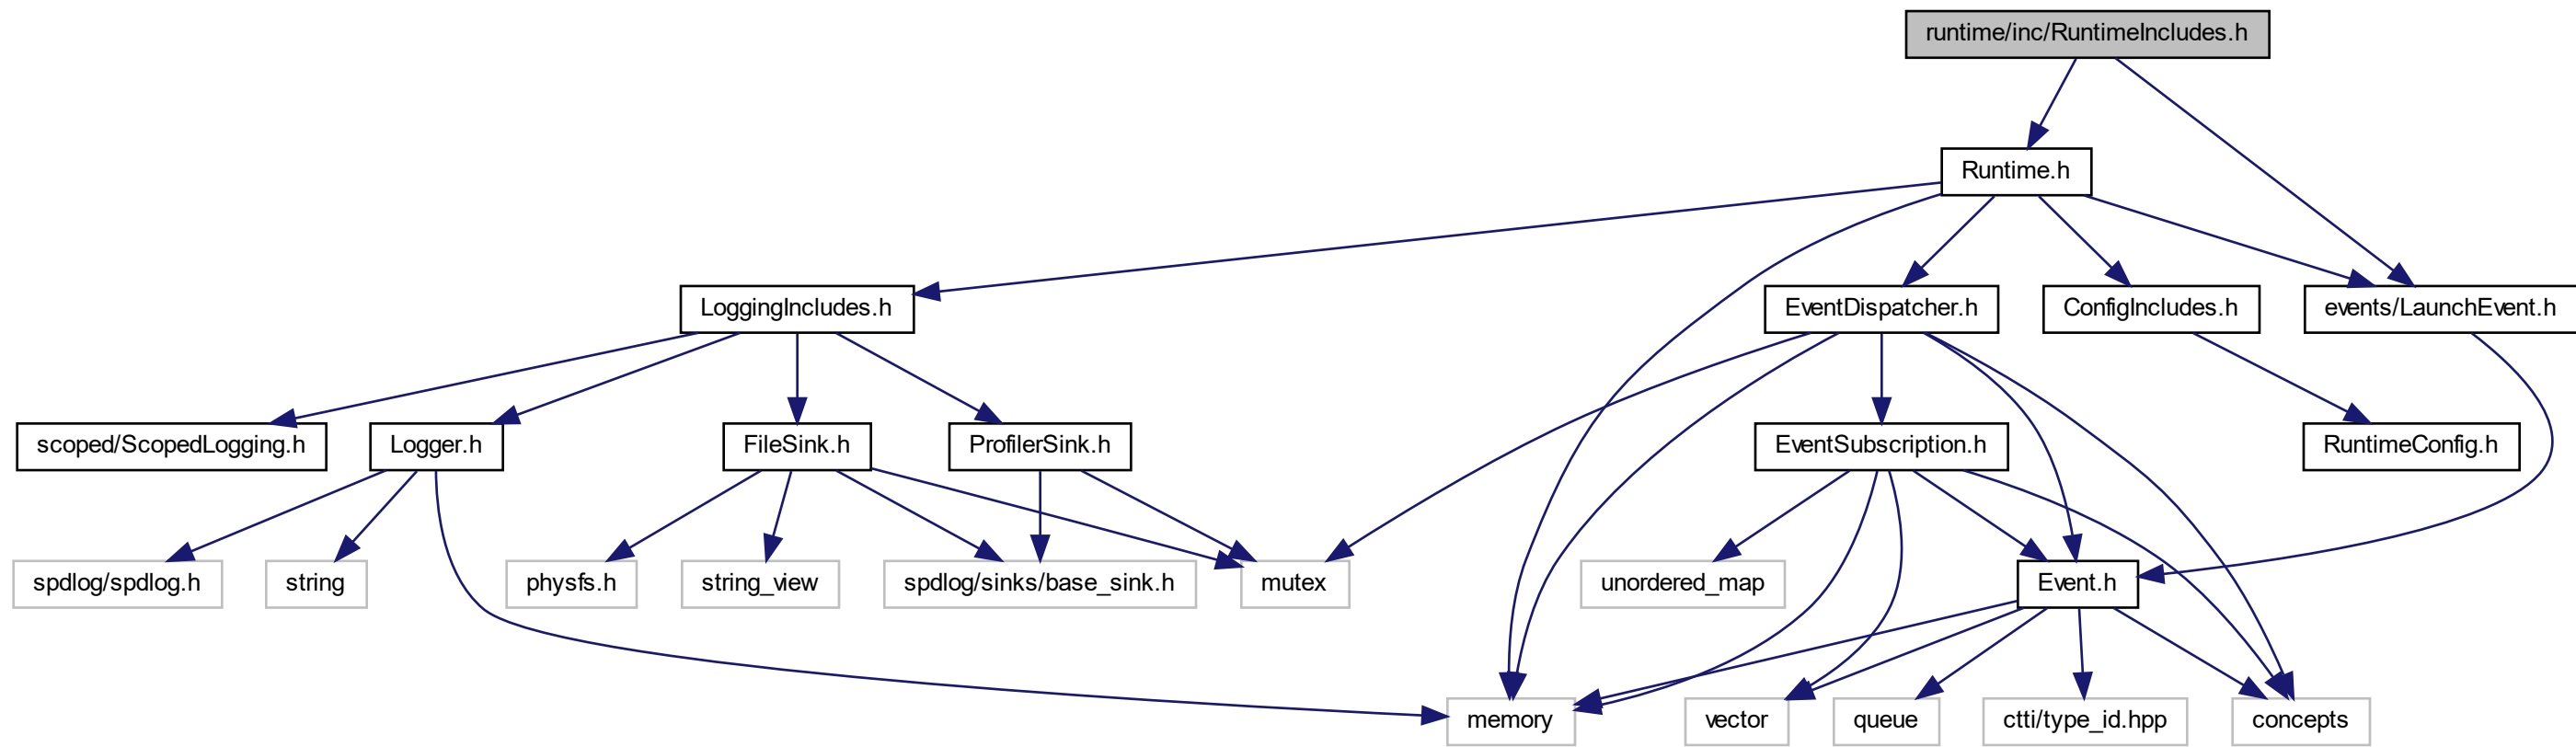 runtime/inc/RuntimeIncludes.h
Runtime.h
LoggingIncludes.h
EventDispatcher.h
ConfigIncludes.h
events/LaunchEvent.h
scoped/ScopedLogging.h
Logger.h
FileSink.h
ProfilerSink.h
EventSubscription.h
RuntimeConfig.h
spdlog/spdlog.h
string
physfs.h
string_view
spdlog/sinks/base_sink.h
mutex
unordered_map
Event.h
memory
vector
queue
ctti/type_id.hpp
concepts